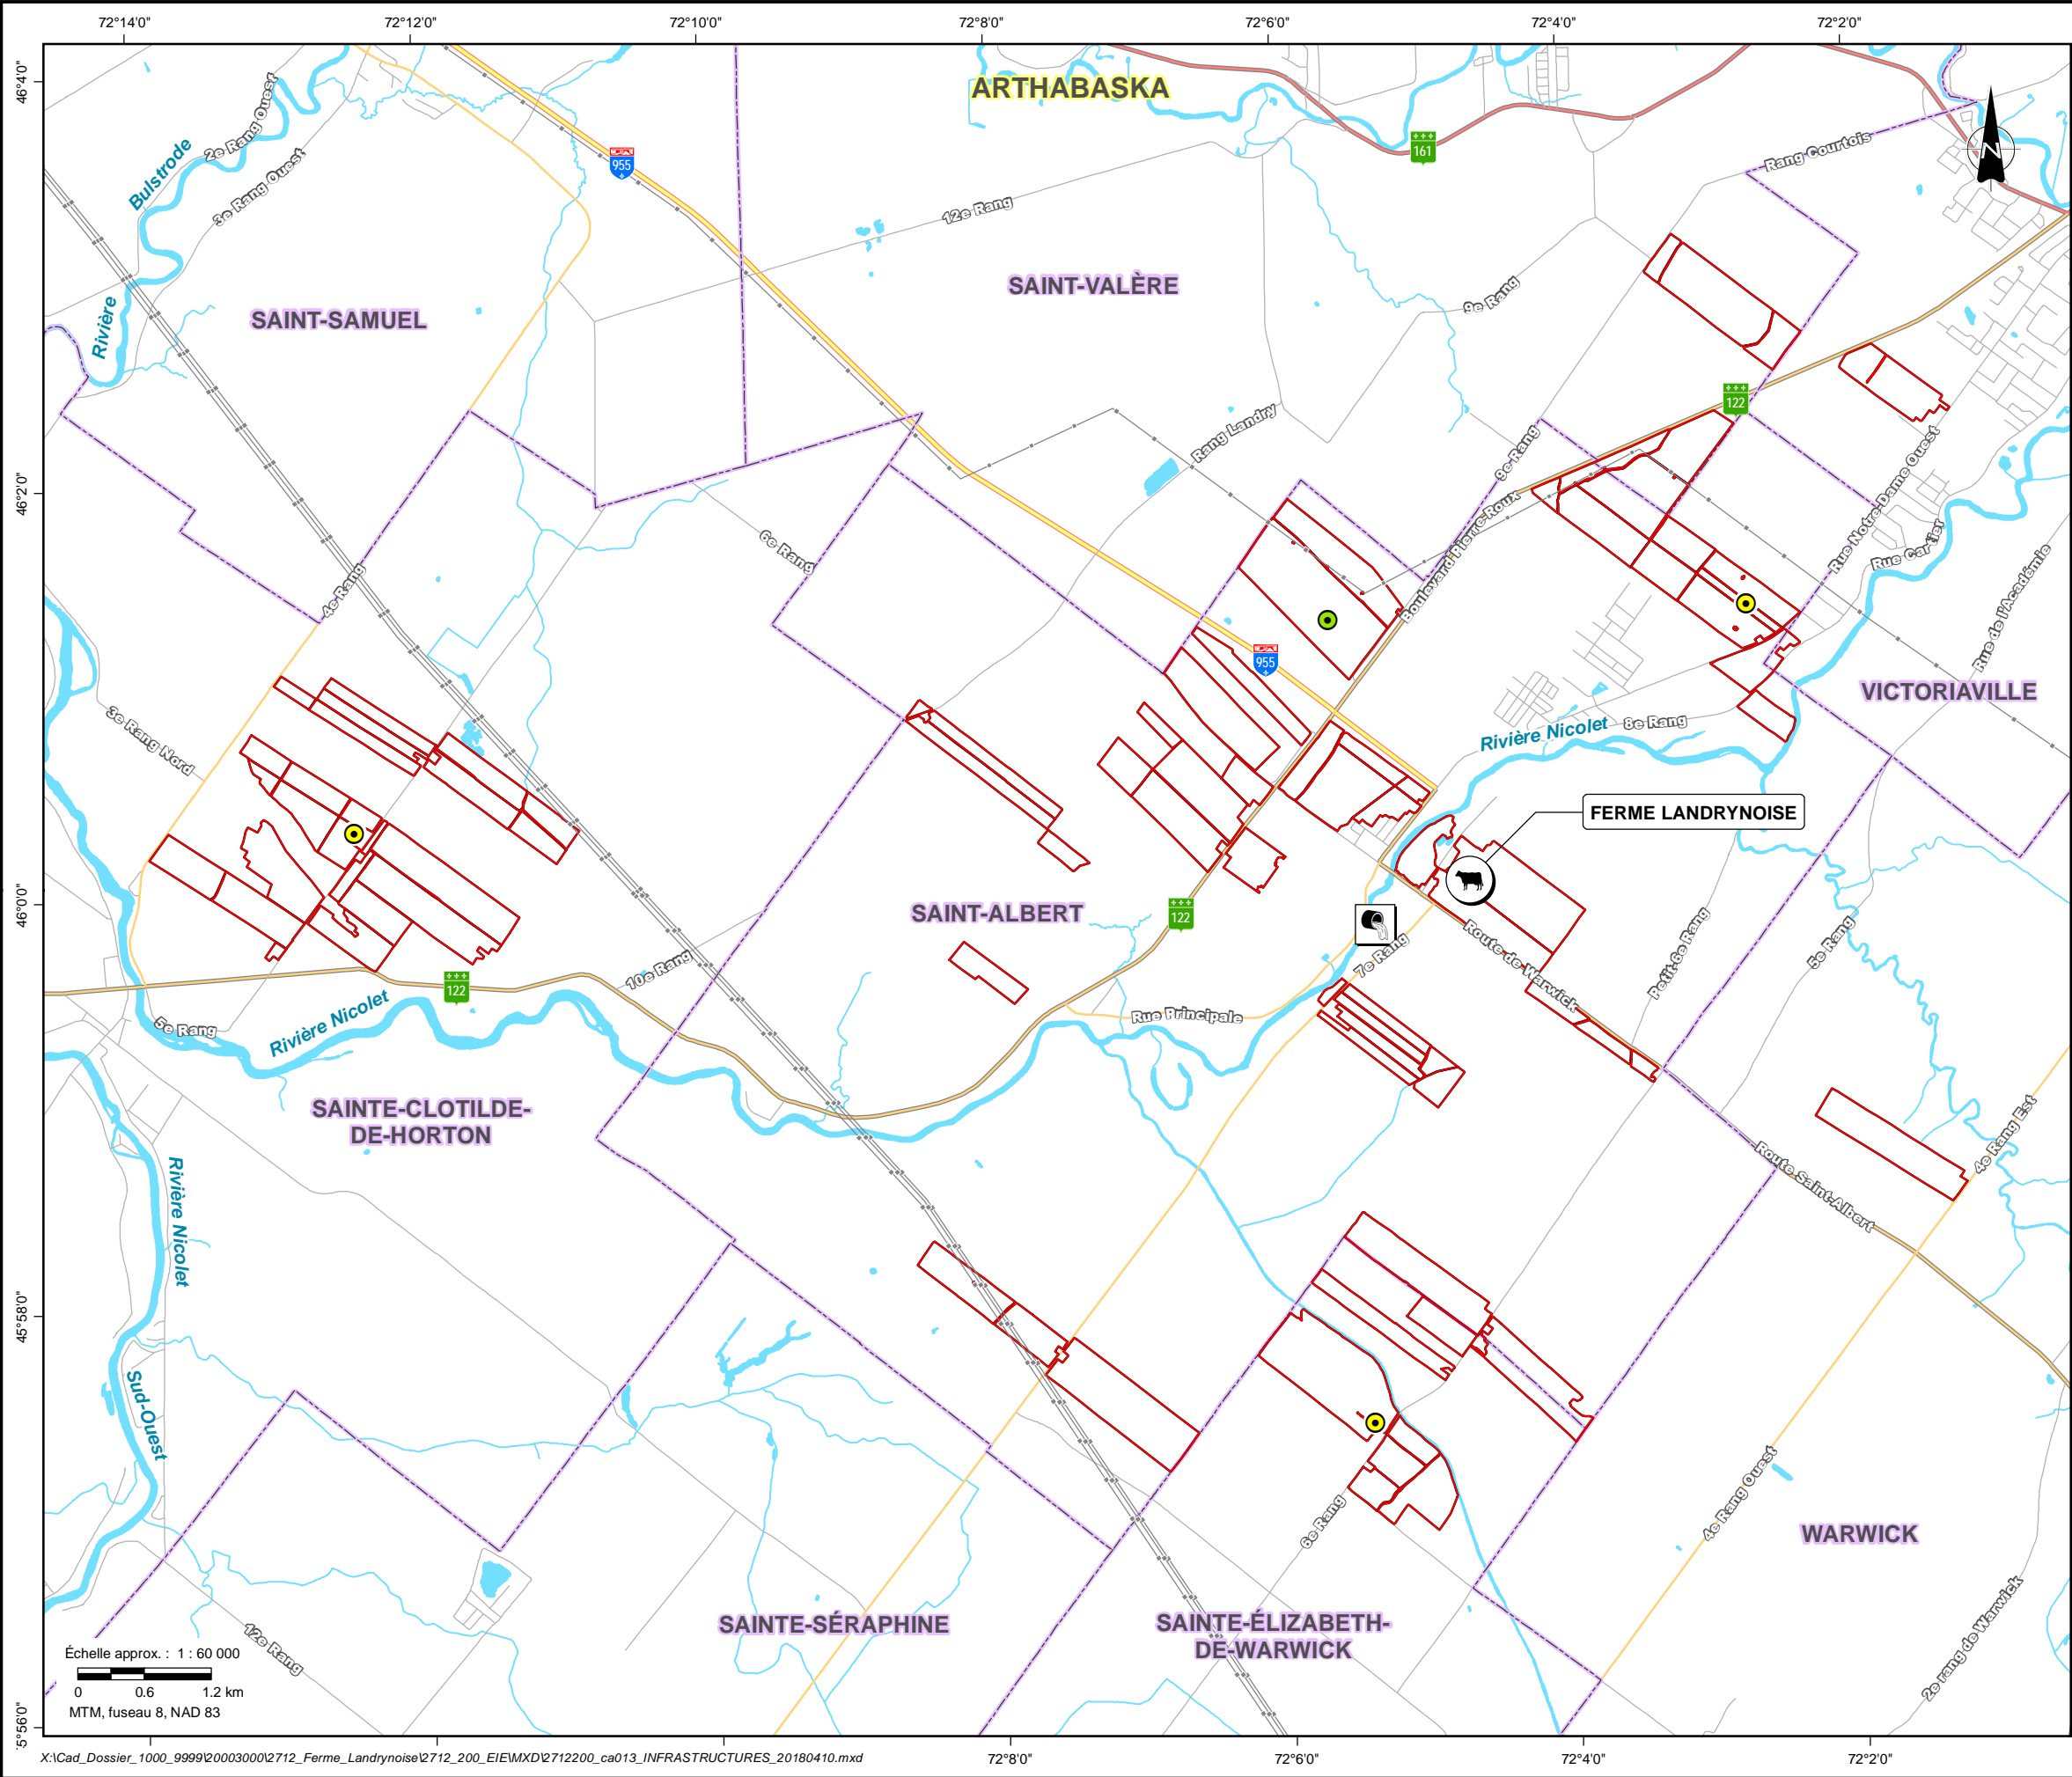 72°14'0"
72°12'0"
72°10'0"
72°8'0"
72°6'0"
72°4'0"
72°2'0"
46°4'0"
ARTHABASKA
2e Rang Ouest
Bulstrode
3e Rang Ouest
955
161
Rang Courtois
N
12e Rang
SAINT-VALÈRE
SAINT-SAMUEL
Rivière
9e Rang
122
Rang Landry
9e Rang
Rue Notre-Dame Ouest
46°2'0"
Boulevard Pierre-Roux
6e Rang
Rue Cartier
4e Rang
Rue de l'Académie
955
VICTORIAVILLE
3e Rang Nord
8e Rang
Rivière Nicolet
FERME LANDRYNOISE
46°0'0"
SAINT-ALBERT
122
Route de Warwick
Petit 6e Rang
5e Rang
7e Rang
10e Rang
122
Rue Principale
5e Rang
Rivière Nicolet
SAINTE-CLOTILDE-
DE-HORTON
4e Rang Est
Route Saint-Albert
Rivière Nicolet
45°58'0"
Sud-Ouest
4e Rang Ouest
6e Rang
WARWICK
SAINTE-SÉRAPHINE
SAINTE-ÉLIZABETH-
DE-WARWICK
2e rang de Warwick
12e Rang
Échelle approx. : 1 : 60 000
0 0.6 1.2 km
MTM, fuseau 8, NAD 83
5°56'0"
X:\Cad_Dossier_1000_9999\20003000\2712_Ferme_Landrynoise\2712_200_EIE\MXD\2712200_ca013_INFRASTRUCTURES_20180410.mxd
72°8'0"
72°6'0"
72°4'0"
72°2'0"